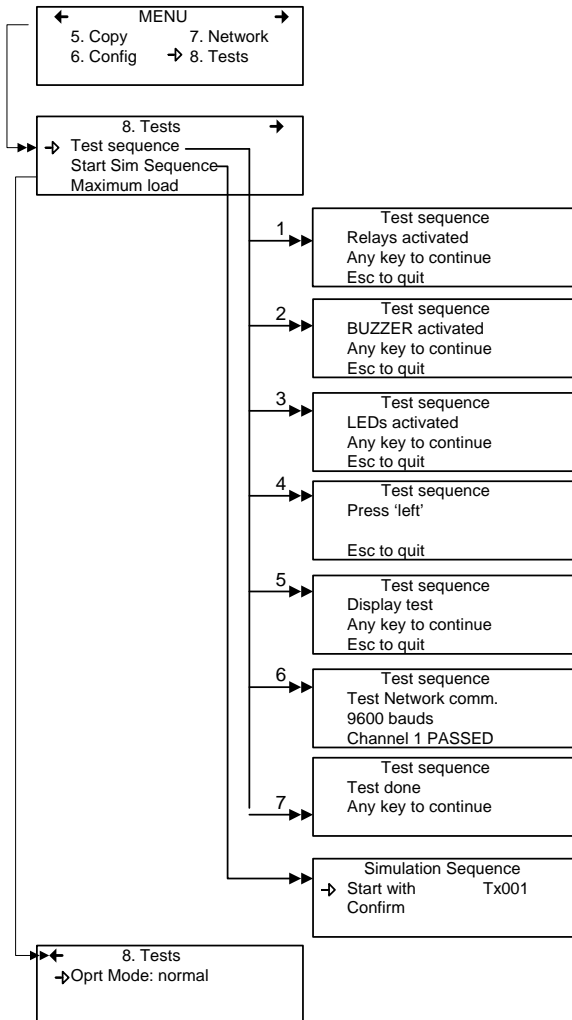 MENU
5. Copy 7. Network
6. Config 8. Tests
8. Tests
Test sequence
Start Sim Sequence
Maximum load
1
Test sequence
Relays activated
Any key to continue
Esc to quit
2
Test sequence
BUZZER activated
Any key to continue
Esc to quit
3
Test sequence
LEDs activated
Any key to continue
Esc to quit
4
Test sequence
Press ‘left’
Esc to quit
5
Test sequence
Display test
Any key to continue
Esc to quit
6
Test sequence
Test Network comm.
9600 bauds
Channel 1 PASSED
7
Test sequence
Test done
Any key to continue
Simulation Sequence
Start with Tx001
Confirm
8. Tests
Oprt Mode: normal